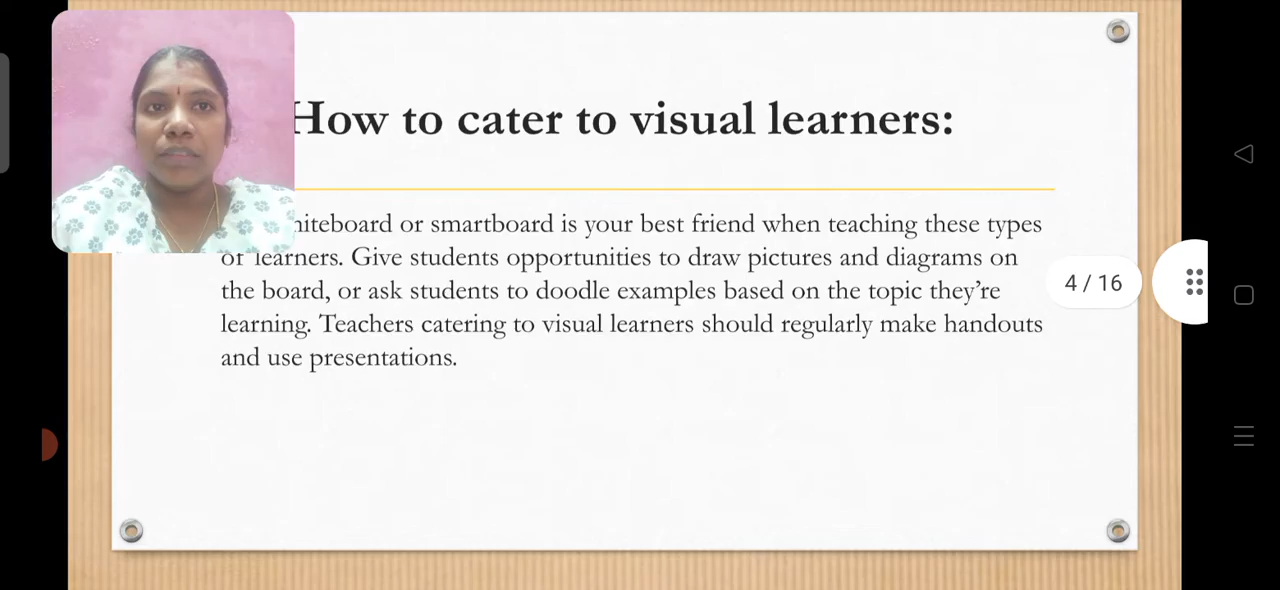 How to cater to visual learners:
or smartboard is your best friend when teaching these types
of learners. Give students opportunities to draw pictures and diagrams on
the board, or ask students to doodle examples based on the topic they’re
learning. Teachers catering to visual learners should regularly make handouts
and use presentations.
4 / 16